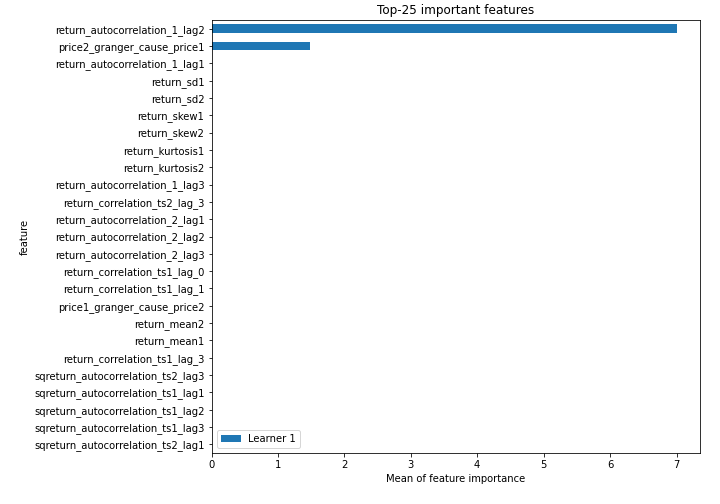 Top-25 important features
return_autocorrelation_1_lag2
price2_granger_cause_price1
return_autocorrelation_1_lag1
return_sd1
return_sd2
return_skew1
return_skew2
return_kurtosis1
return_kurtosis2
return_autocorrelation_1_lag3
return_correlation_ts2_lag_3
return_autocorrelation_2_lag1
return_autocorrelation_2_lag2
return_autocorrelation_2_lag3
return_correlation_ts1_lag_0
return_correlation_ts1_lag_1
price1_granger_cause_price2
return_mean2
return_mean1
return_correlation_ts1_lag_3
sqreturn_autocorrelation_ts2_lag3
sqreturn_autocorrelation_ts1_lag1
sqreturn_autocorrelation_ts1_lag2
sqreturn_autocorrelation_ts1_lag3
sqreturn_autocorrelation_ts2_lag1
feature
Learner 1
0 1 2 3 4 5 6 7
Mean of feature importance